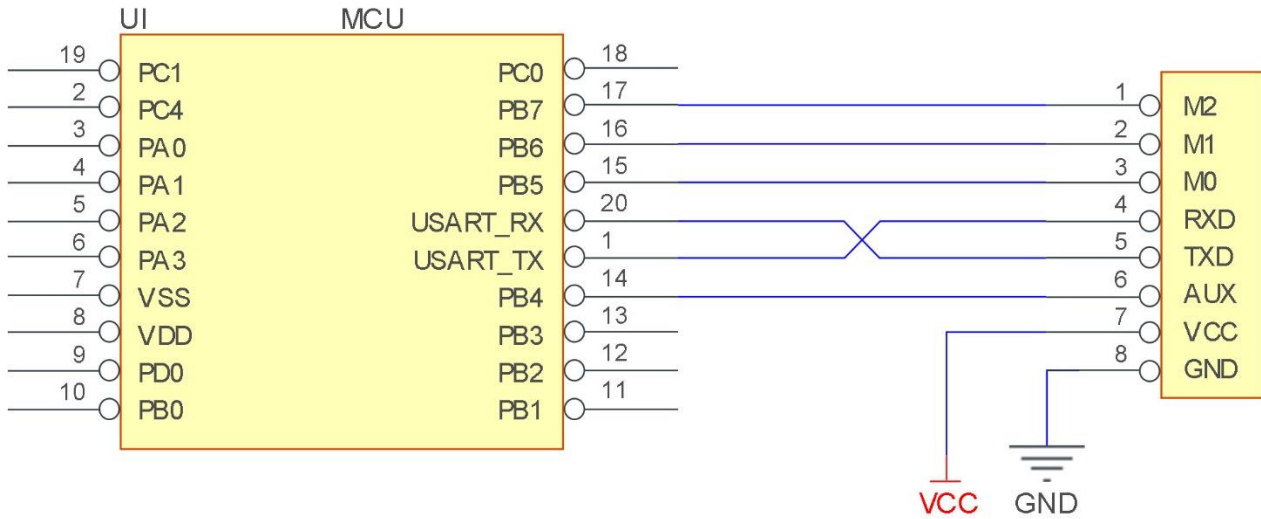 UI MCU
19 PC1 PC0 18
2 PC4 PB7 17 1 M2
3 PA0 PB6 16 2 M1
4 PA1 PB5 15 3 M0
5 PA2 USART_RX 20 4 RXD
6 PA3 USART_TX 1 5 TXD
7 VSS PB4 14 6 AUX
8 VDD PB3 13 7 VCC
9 PD0 PB2 12 8 GND
10 PB0 PB1 11
VCC GND